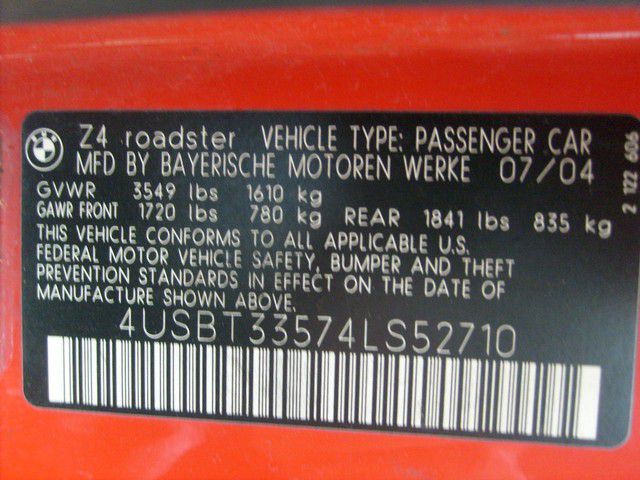 Z4 roadster VEHICLE TYPE: PASSENGER CAR
MFD BY BAYERISCHE MOTOREN WERKE 07/04
GVWR 3549 lbs 1610 kg
GAWR FRONT 1720 lbs 780 kg REAR 1841 lbs 835 kg
THIS VEHICLE CONFORMS TO ALL APPLICABLE U.S.
FEDERAL MOTOR VEHICLE SAFETY, BUMPER AND THEFT
PREVENTION STANDARDS IN EFFECT ON THE DATE OF
MANUFACTURE SHOWN ABOVE.
4USBT33574LS52710
2 122 606